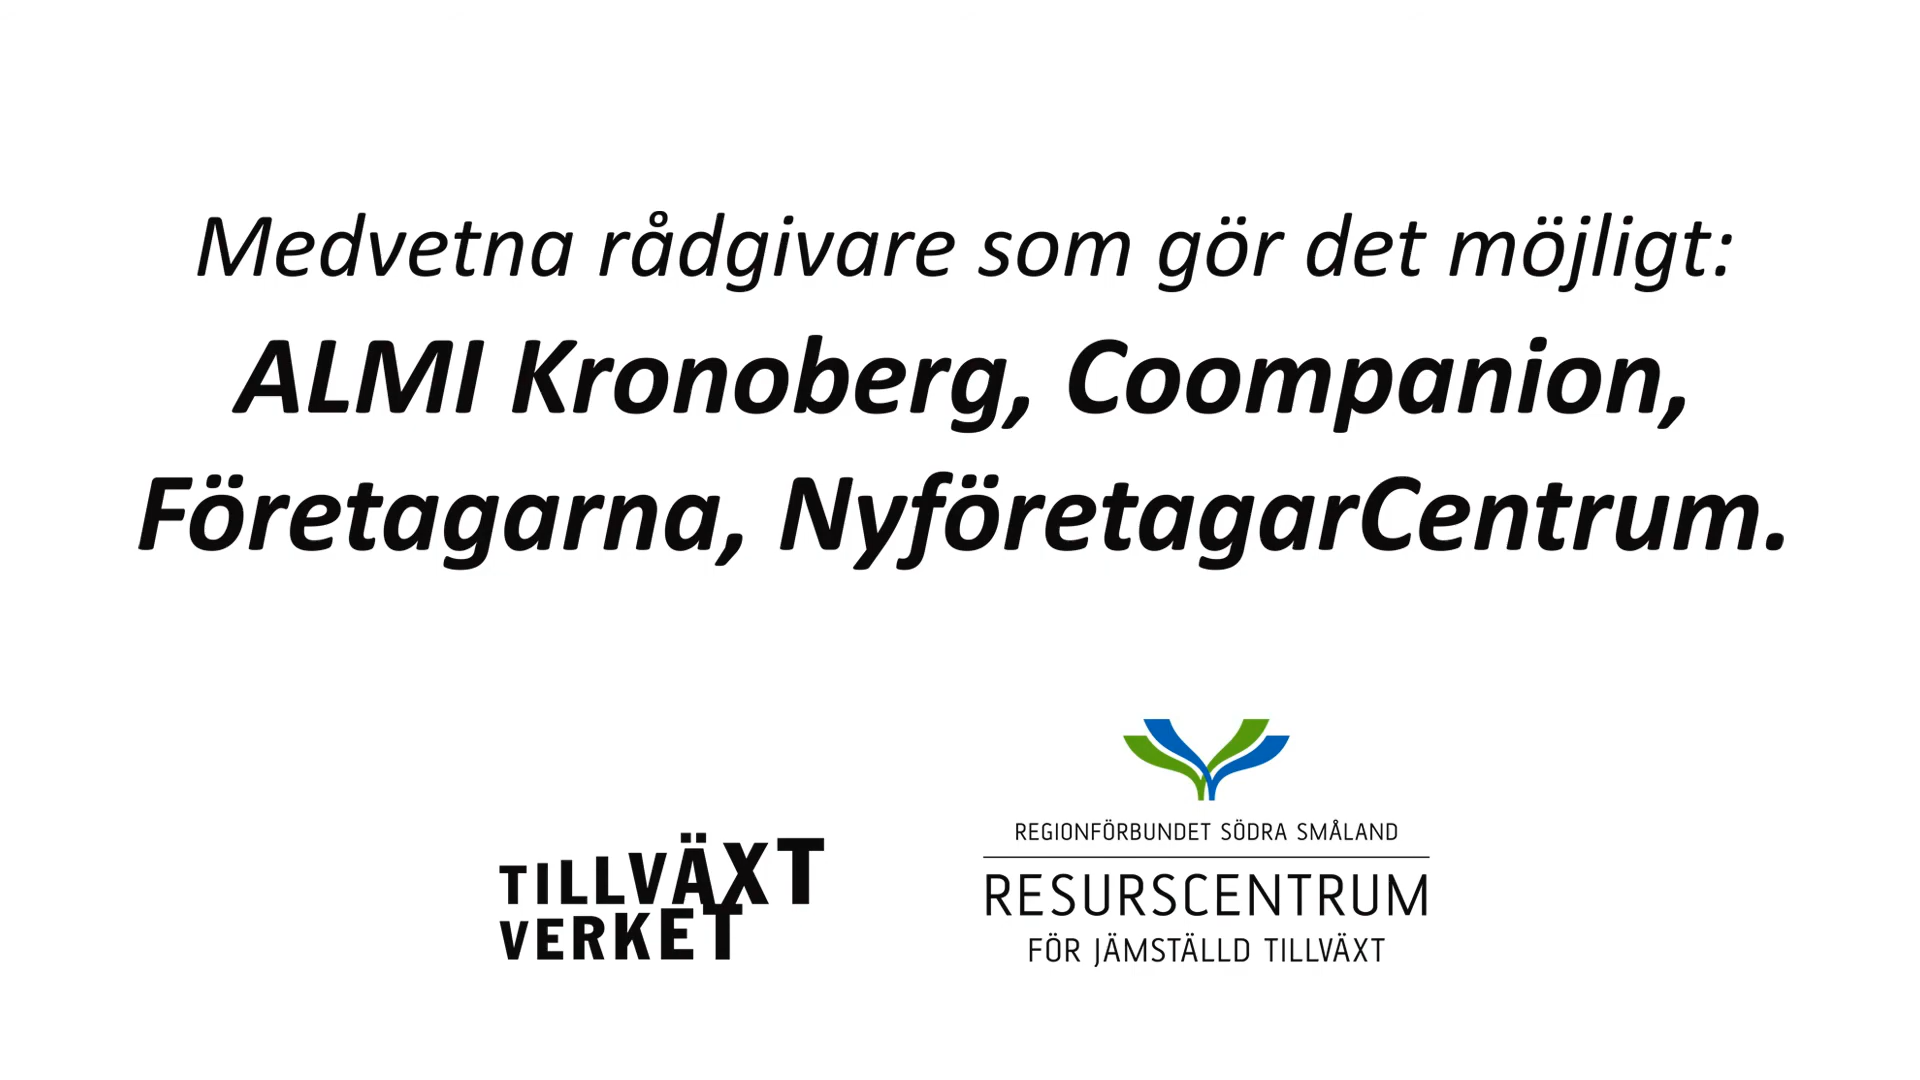 Medvetna rådgivare som gör det möjligt:
ALMI Kronoberg, Coompanion,
Företagarna, NyföretagarCentrum.
TILLVÄXT
VERKET
REGIONFÖRBUNDET SÖDRA SMÅLAND
RESURSCENTRUM
FÖR JÄMSTÄLLD TILLVÄXT